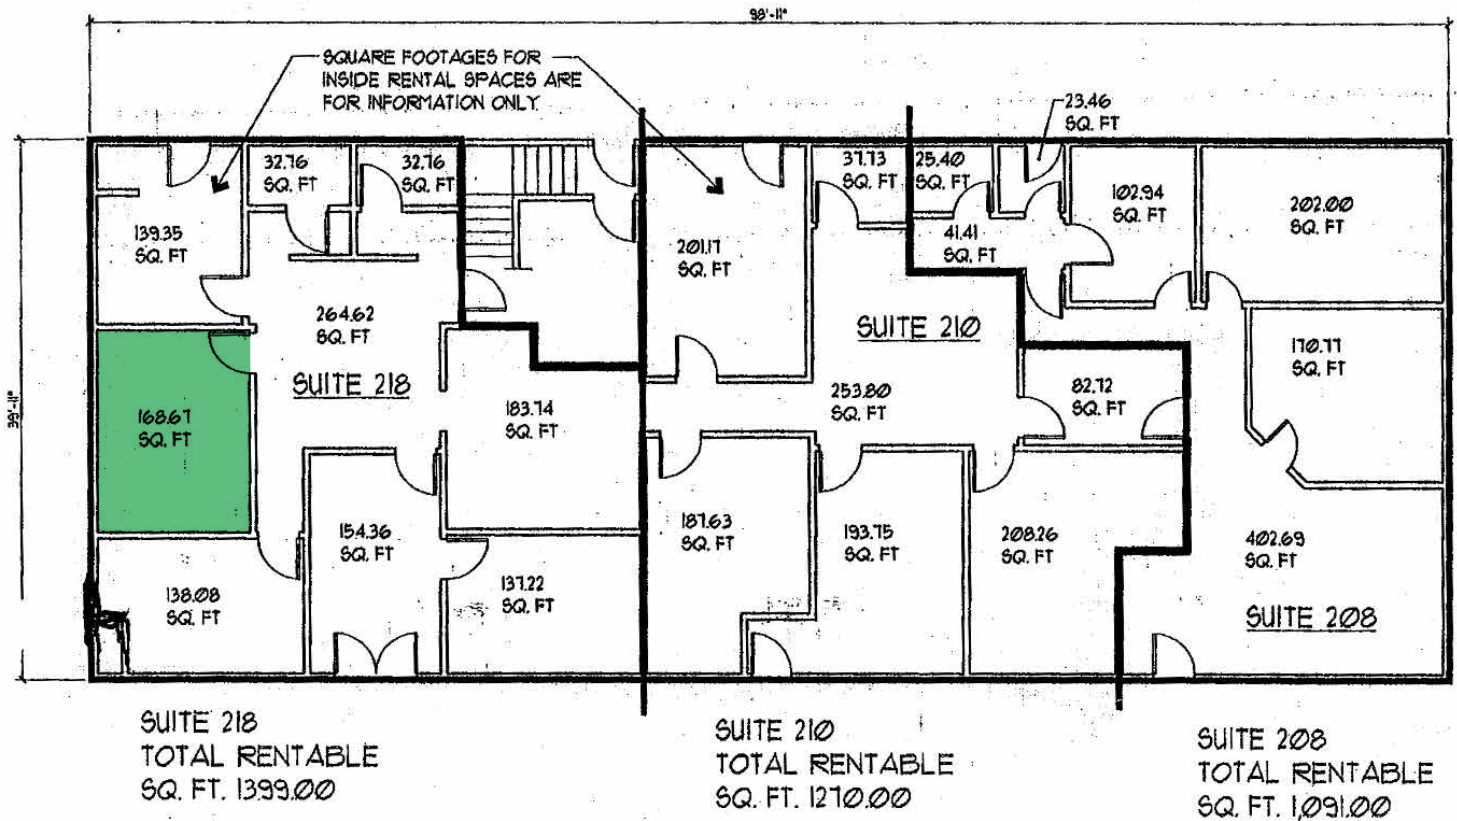 98'-11"
SQUARE FOOTAGES FOR
INSIDE RENTAL SPACES ARE
FOR INFORMATION ONLY
23.46
SQ. FT
32.76
SQ. FT
32.76
SQ. FT
37.73
SQ. FT
25.40
SQ. FT
102.94
SQ. FT
202.00
SQ. FT
139.35
SQ. FT
201.17
SQ. FT
41.41
SQ. FT
264.62
SQ. FT
SUITE 210
SUITE 218
170.77
SQ. FT
39'-11"
168.67
SQ. FT
183.74
SQ. FT
253.80
SQ. FT
82.72
SQ. FT
154.36
SQ. FT
187.63
SQ. FT
193.75
SQ. FT
208.26
SQ. FT
402.69
SQ. FT
138.08
SQ. FT
137.22
SQ. FT
SUITE 208
SUITE 218
TOTAL RENTABLE
SQ. FT. 1399.00
SUITE 210
TOTAL RENTABLE
SQ. FT. 1270.00
SUITE 208
TOTAL RENTABLE
SQ. FT. 1,091.00